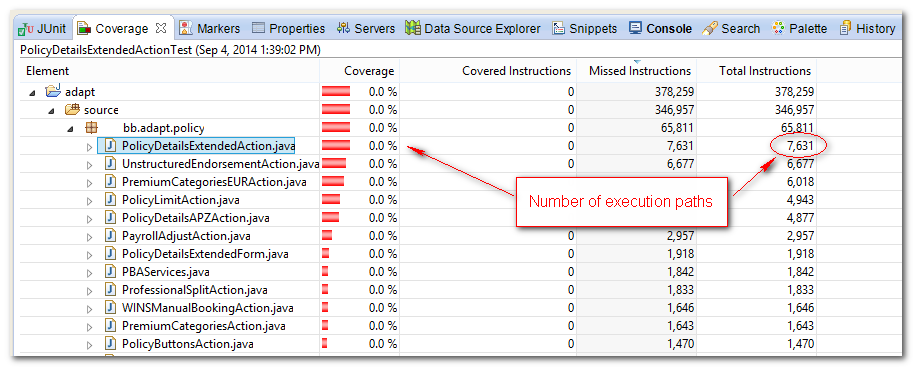 JUnit Coverage Markers Properties Servers Data Source Explorer Snippets Console Search Palette History
PolicyDetailsExtendedActionTest (Sep 4, 2014 1:39:02 PM)
Element Coverage Covered Instructions Missed Instructions Total Instructions
adapt 0.0 % 0 378,259 378,259
source 0.0 % 0 346,957 346,957
bb.adapt.policy 0.0 % 0 65,811 65,811
PolicyDetailsExtendedAction.java 0.0 % 0 7,631 7,631
UnstructuredEndorsementAction.java 0.0 % 0 6,677 6,677
PremiumCategoriesEURAction.java 0.0 % 6,018
Number of execution paths
PolicyLimitAction.java 0.0 % 4,943
PolicyDetailsAPZAction.java 0.0 % 4,877
PayrollAdjustAction.java 0.0 % 0 2,957 2,957
PolicyDetailsExtendedForm.java 0.0 % 0 1,918 1,918
PBAServices.java 0.0 % 0 1,842 1,842
ProfessionalSplitAction.java 0.0 % 0 1,833 1,833
WINSManualBookingAction.java 0.0 % 0 1,646 1,646
PremiumCategoriesAction.java 0.0 % 0 1,643 1,643
PolicyButtonsAction.java 0.0 % 0 1,470 1,470